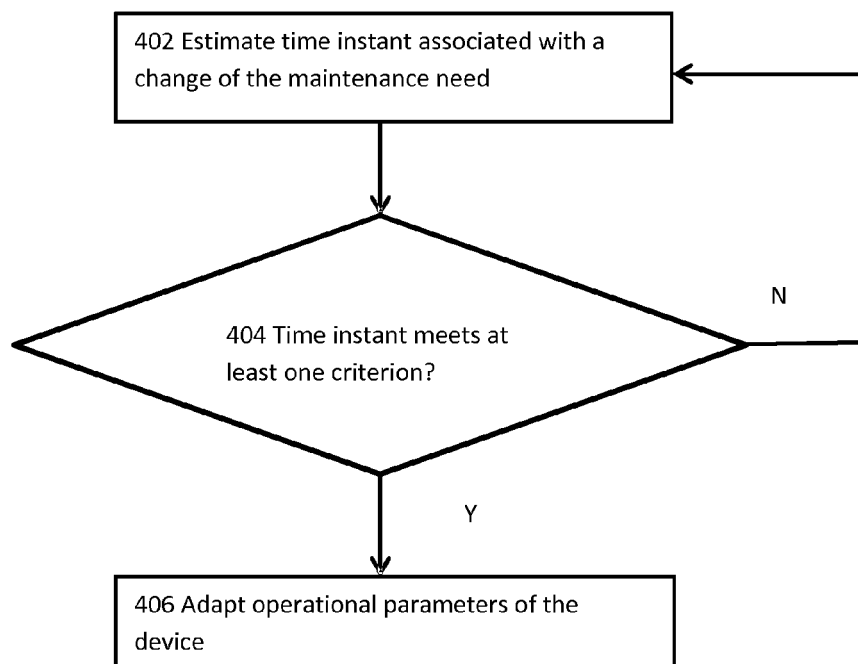 402 Estimate time instant associated with a
change of the maintenance need
404 Time instant meets at
least one criterion?
N
Y
406 Adapt operational parameters of the
device